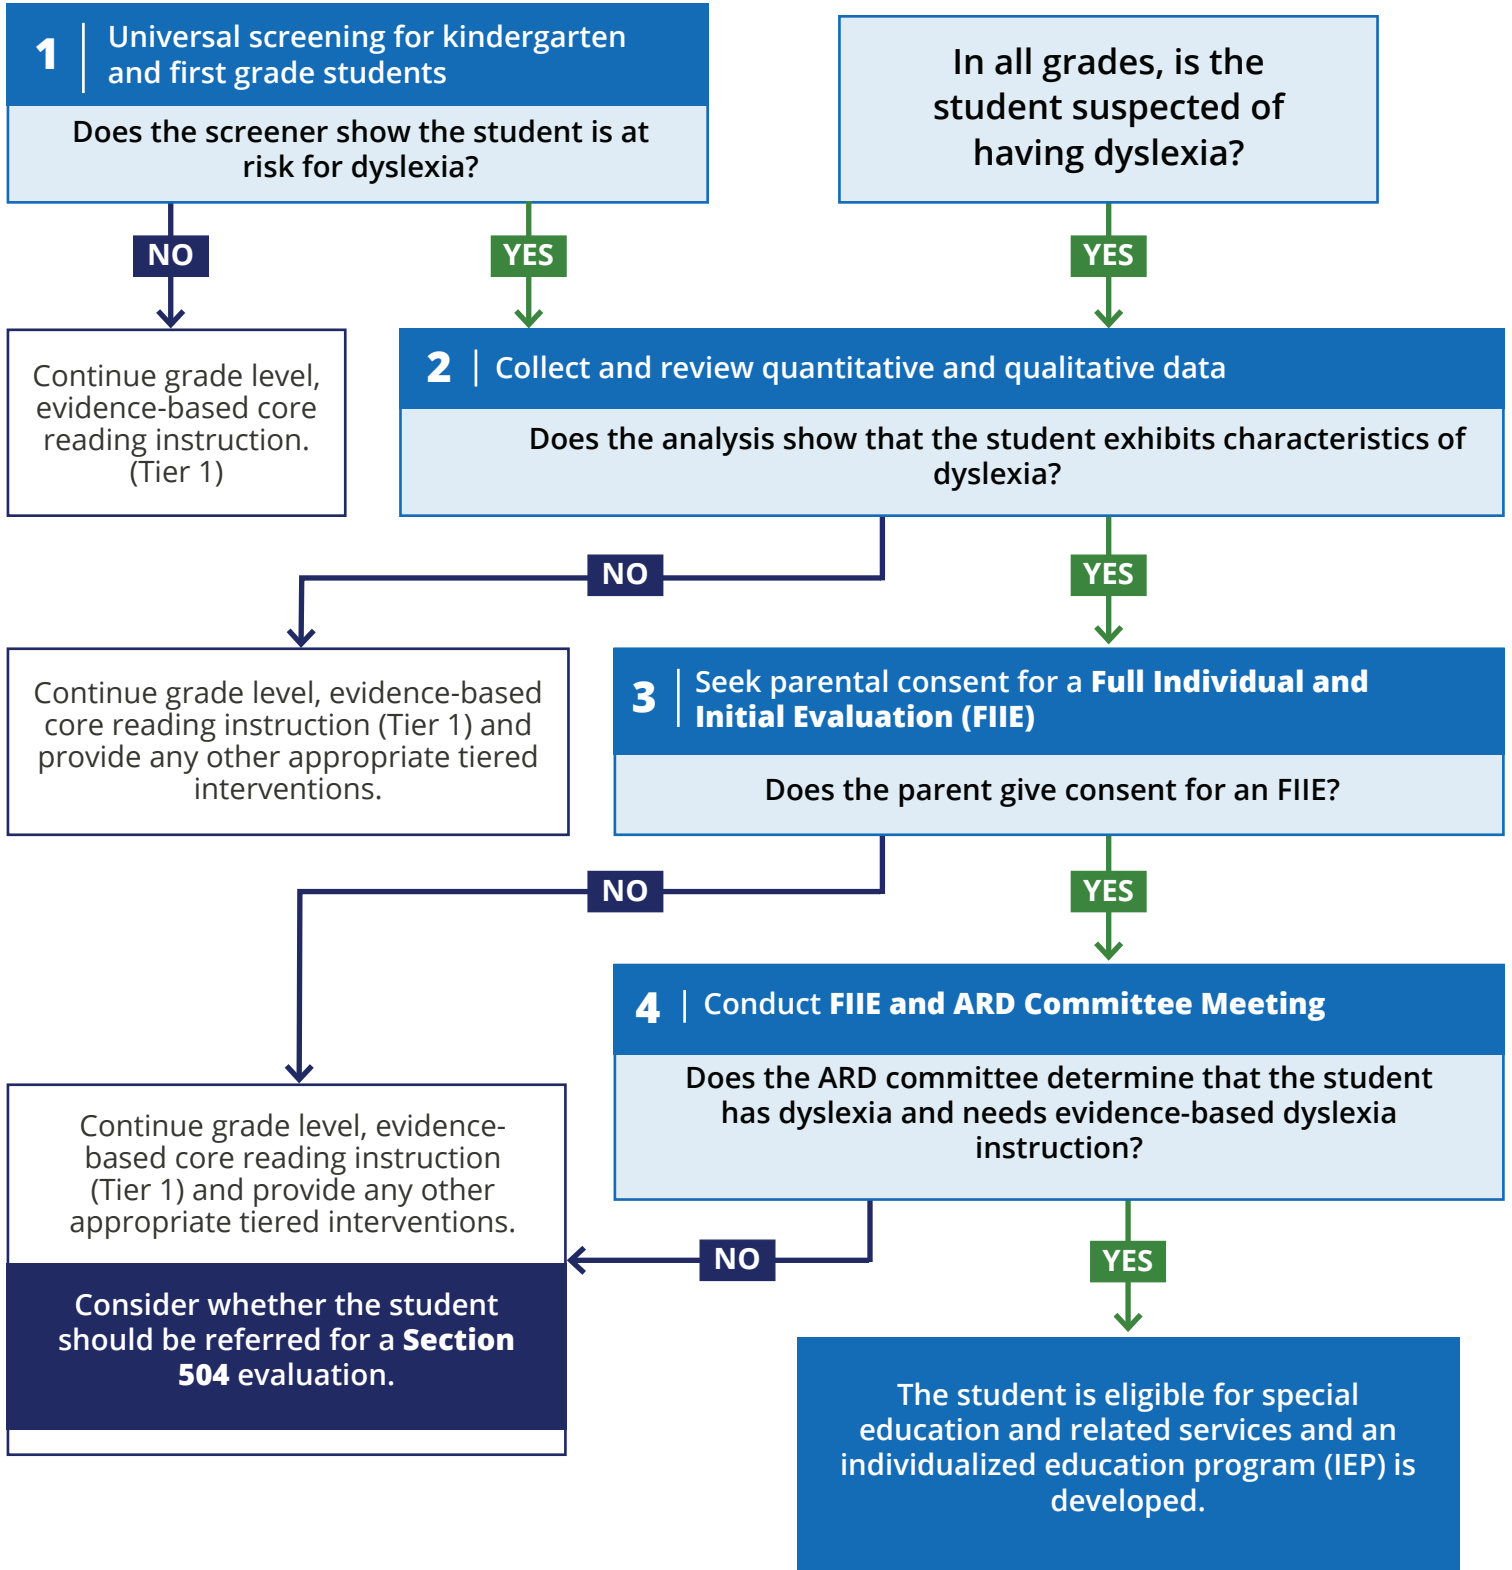 1
Universal screening for kindergarten
and first grade students
Does the screener show the student is at
risk for dyslexia?
In all grades, is the
student suspected of
having dyslexia?
NO
YES
YES
Continue grade level,
evidence-based core
reading instruction.
(Tier 1)
2
Collect and review quantitative and qualitative data
Does the analysis show that the student exhibits characteristics of
dyslexia?
NO
YES
Continue grade level, evidence-based
core reading instruction (Tier 1) and
provide any other appropriate tiered
interventions.
3
Seek parental consent for a Full Individual and
Initial Evaluation (FIIE)
Does the parent give consent for an FIIE?
NO
YES
4
Conduct FIIE and ARD Committee Meeting
Does the ARD committee determine that the student
has dyslexia and needs evidence-based dyslexia
instruction?
Continue grade level, evidence-
based core reading instruction
(Tier 1) and provide any other
appropriate tiered interventions.
NO
YES
Consider whether the student
should be referred for a Section
504 evaluation.
The student is eligible for special
education and related services and an
individualized education program (IEP) is
developed.